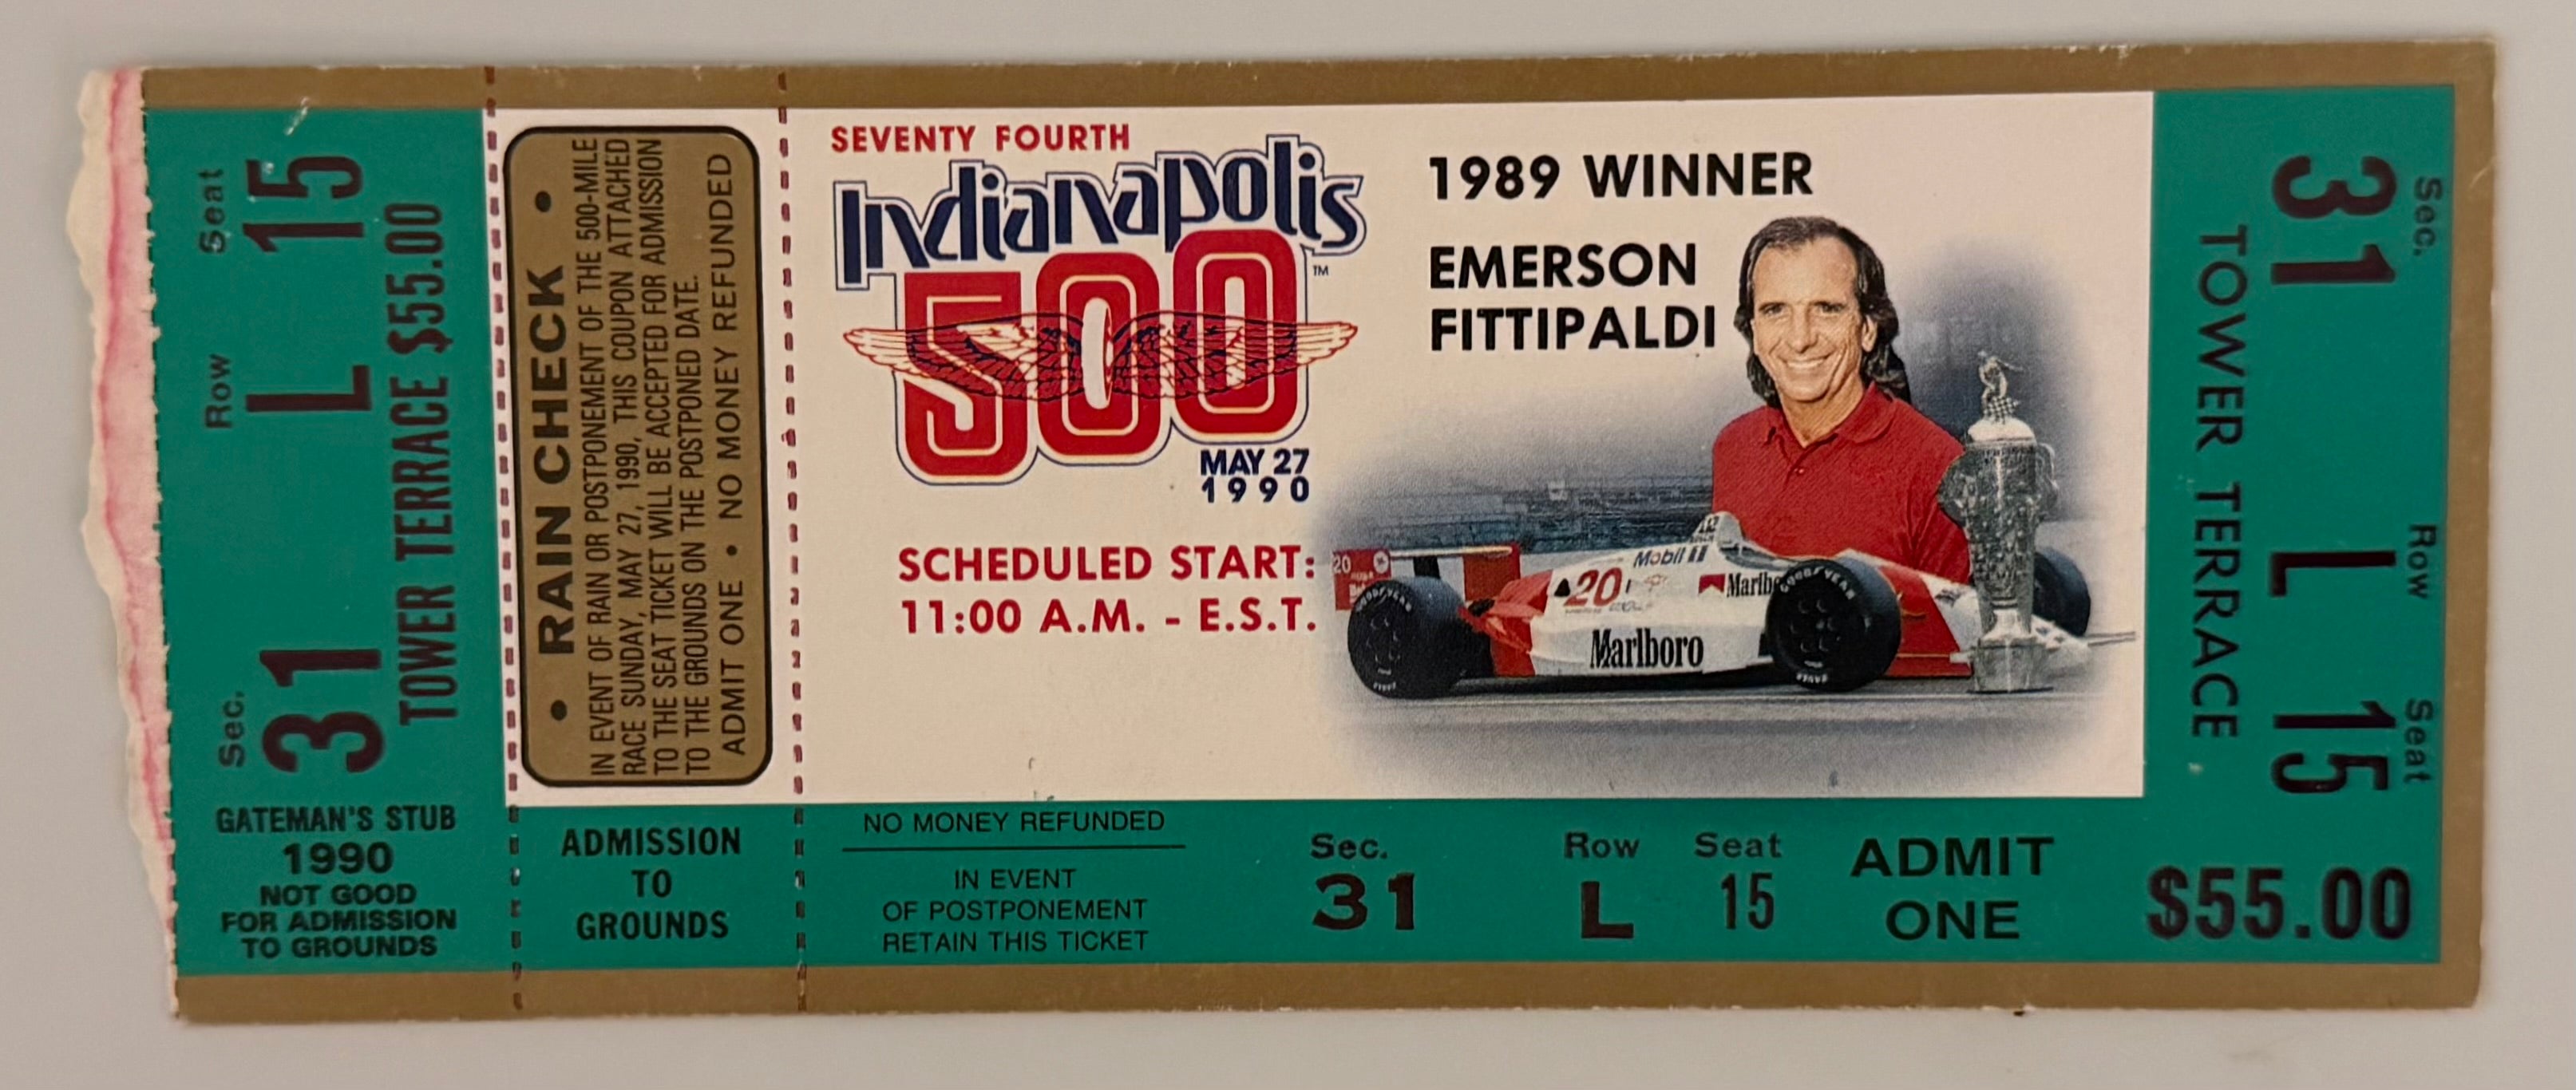 Sec. 31 Row L Seat 15
TOWER TERRACE $55.00
GATEMAN'S STUB
1990
NOT GOOD
FOR ADMISSION
TO GROUNDS
• RAIN CHECK •
IN EVENT OF RAIN OR POSTPONEMENT OF THE 500-MILE
RACE SUNDAY, MAY 27, 1990, THIS COUPON ATTACHED
TO THE SEAT TICKET WILL BE ACCEPTED FOR ADMISSION
TO THE GROUNDS ON THE POSTPONED DATE.
ADMIT ONE • NO MONEY REFUNDED
ADMISSION
TO
GROUNDS
SEVENTY FOURTH
Indianapolis
500
TM
MAY 27
1990
SCHEDULED START:
11:00 A.M. - E.S.T.
1989 WINNER
EMERSON
FITTIPALDI
20
Mobil
20
Marlbo
GOODYEAR
GOODYEAR
Marlboro
NO MONEY REFUNDED
IN EVENT
OF POSTPONEMENT
RETAIN THIS TICKET
Sec. Row Seat
31 L 15
ADMIT
ONE
$55.00
Sec. 31 Row L Seat 15
TOWER TERRACE